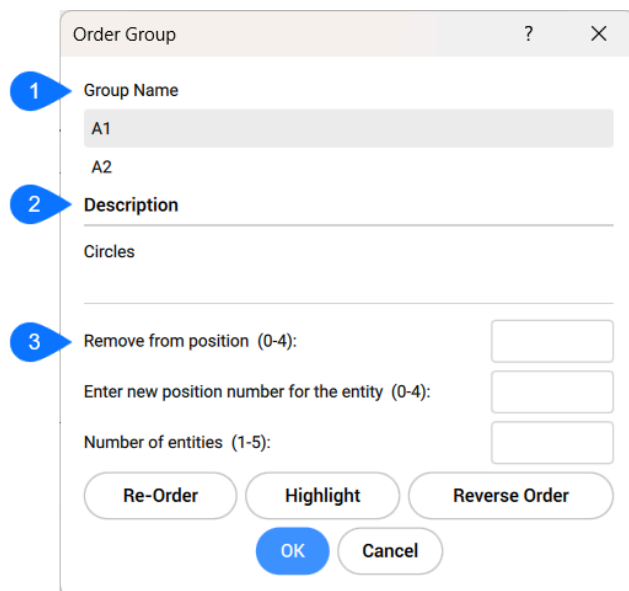 Order Group ?
1 Group Name
A1
A2
2 Description
Circles
3 Remove from position (0-4):
Enter new position number for the entity (0-4):
Number of entities (1-5):
Re-Order Highlight Reverse Order
OK Cancel